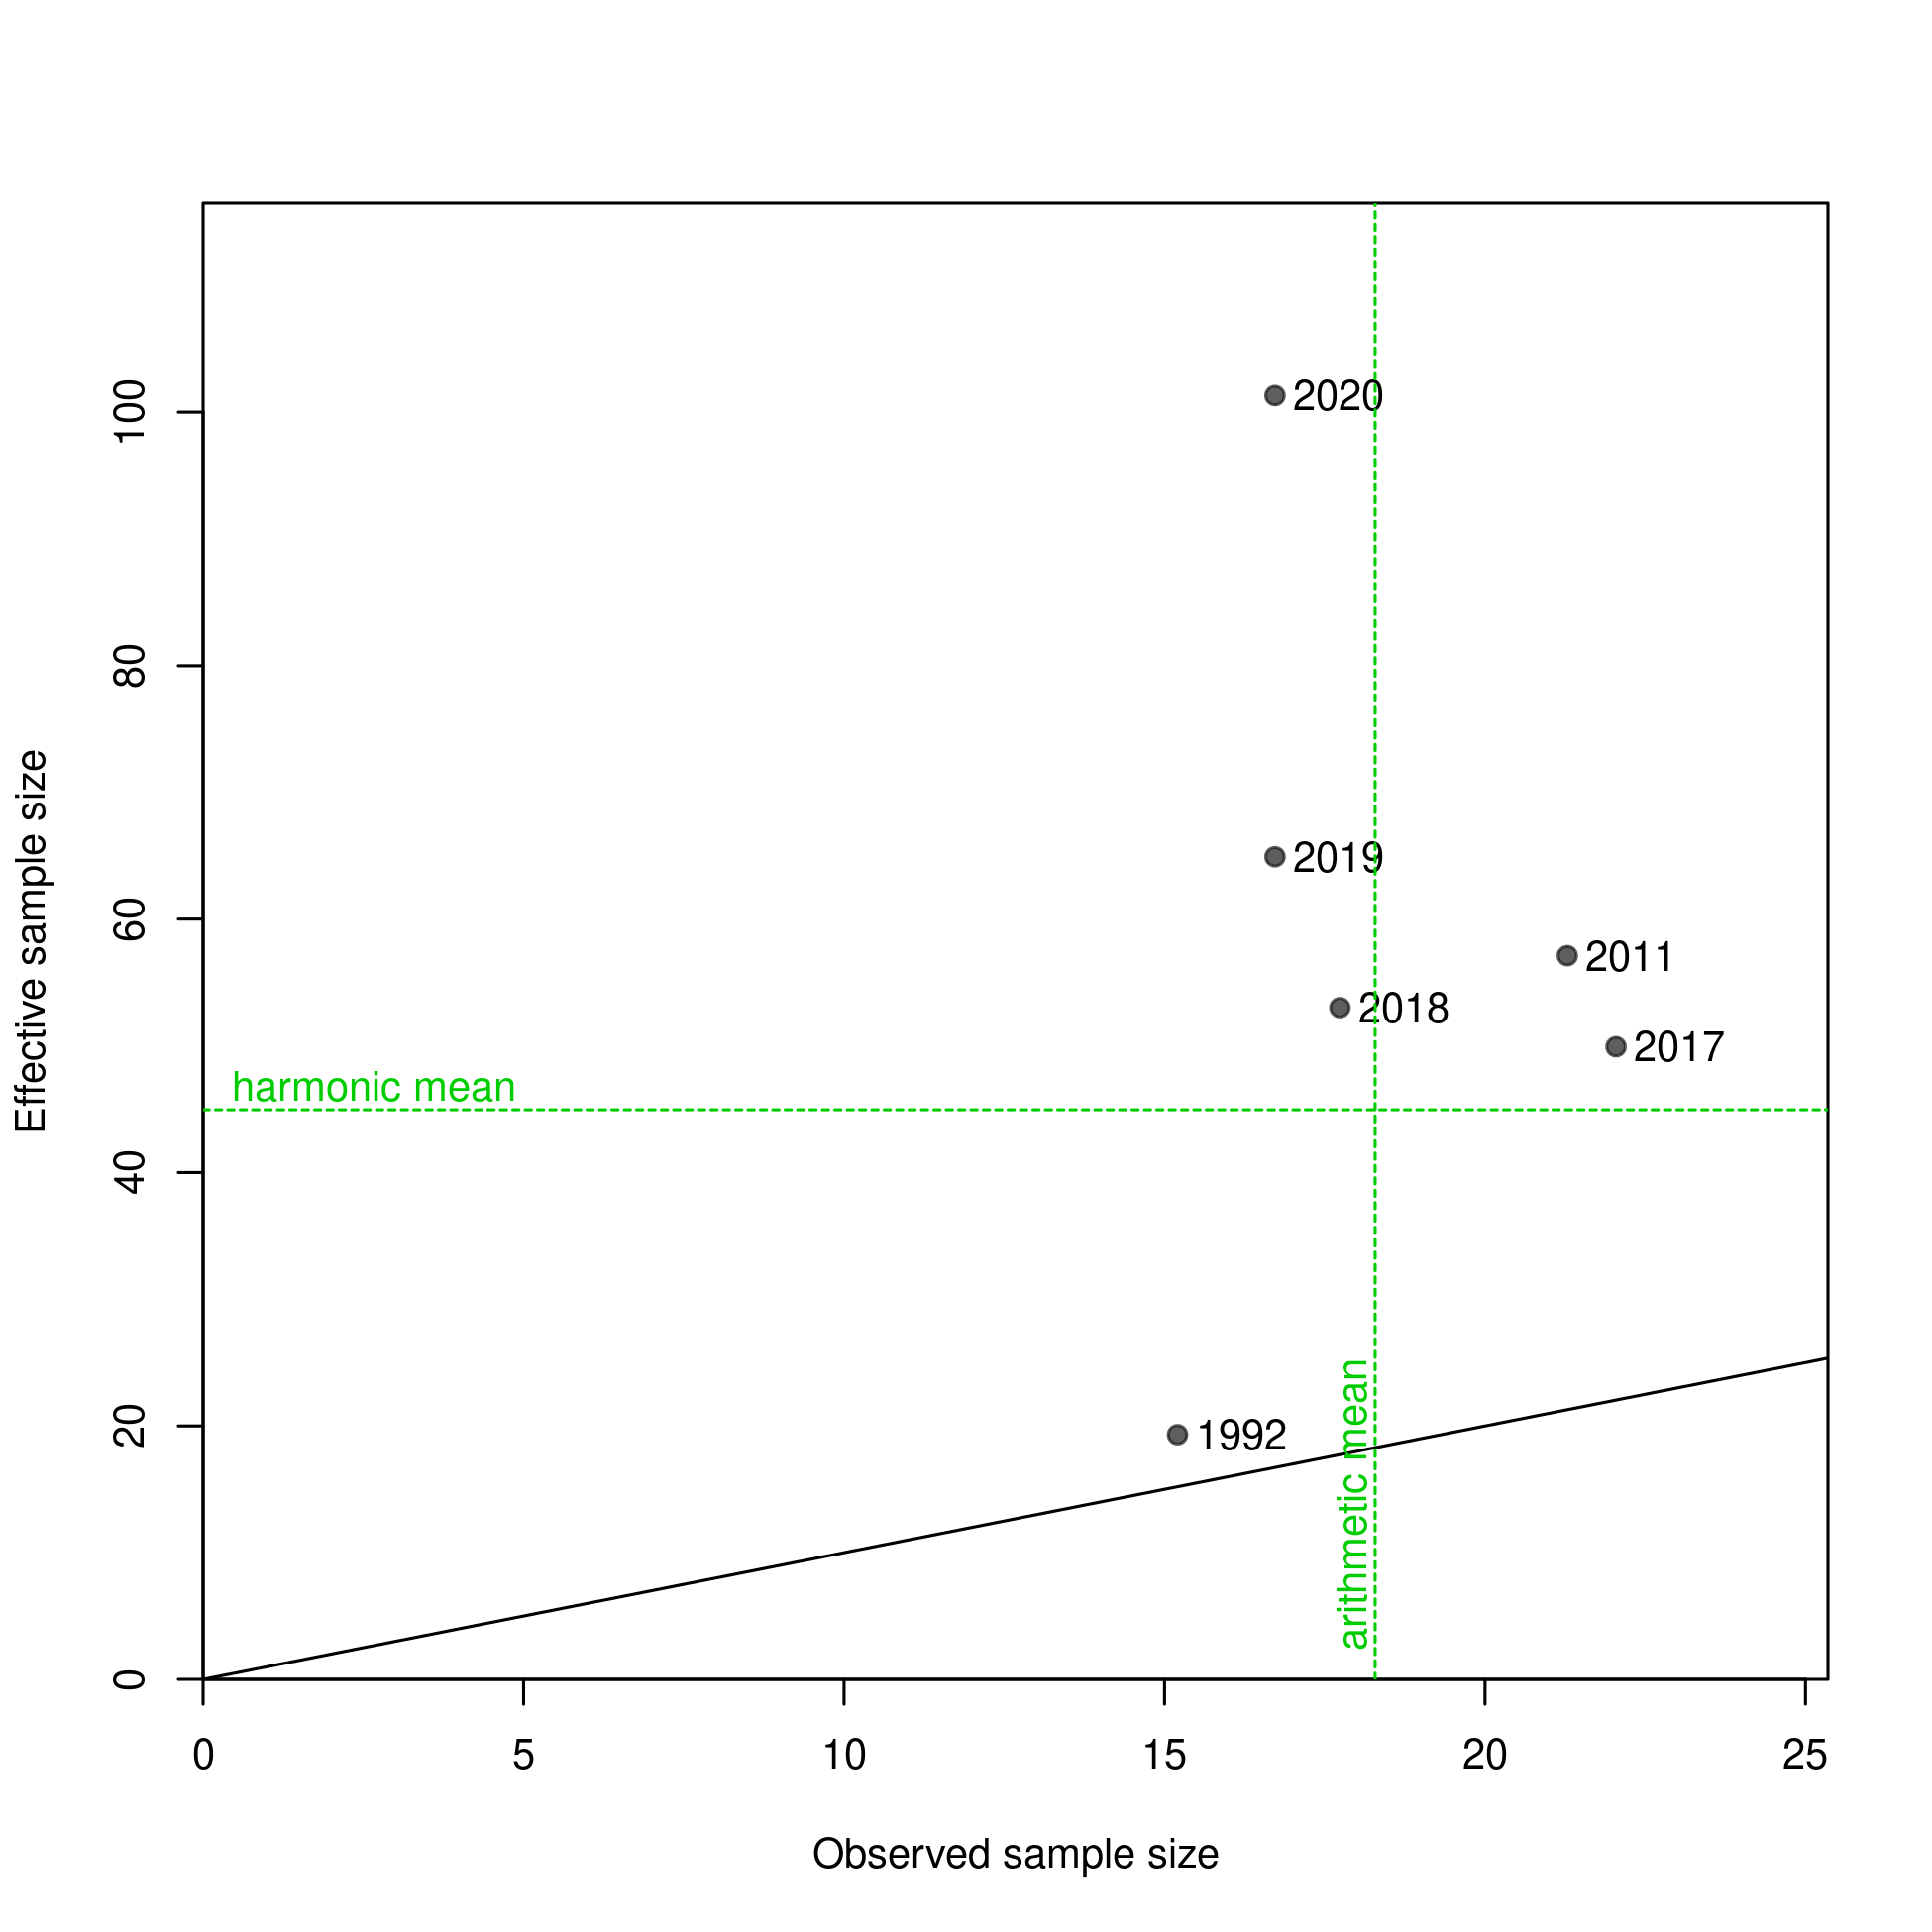 Effective sample size
100
80
60
40
20
0
2020
2019
2011
2018
2017
harmonic mean
1992
arithmetic mean
0 5 10 15 20 25
Observed sample size